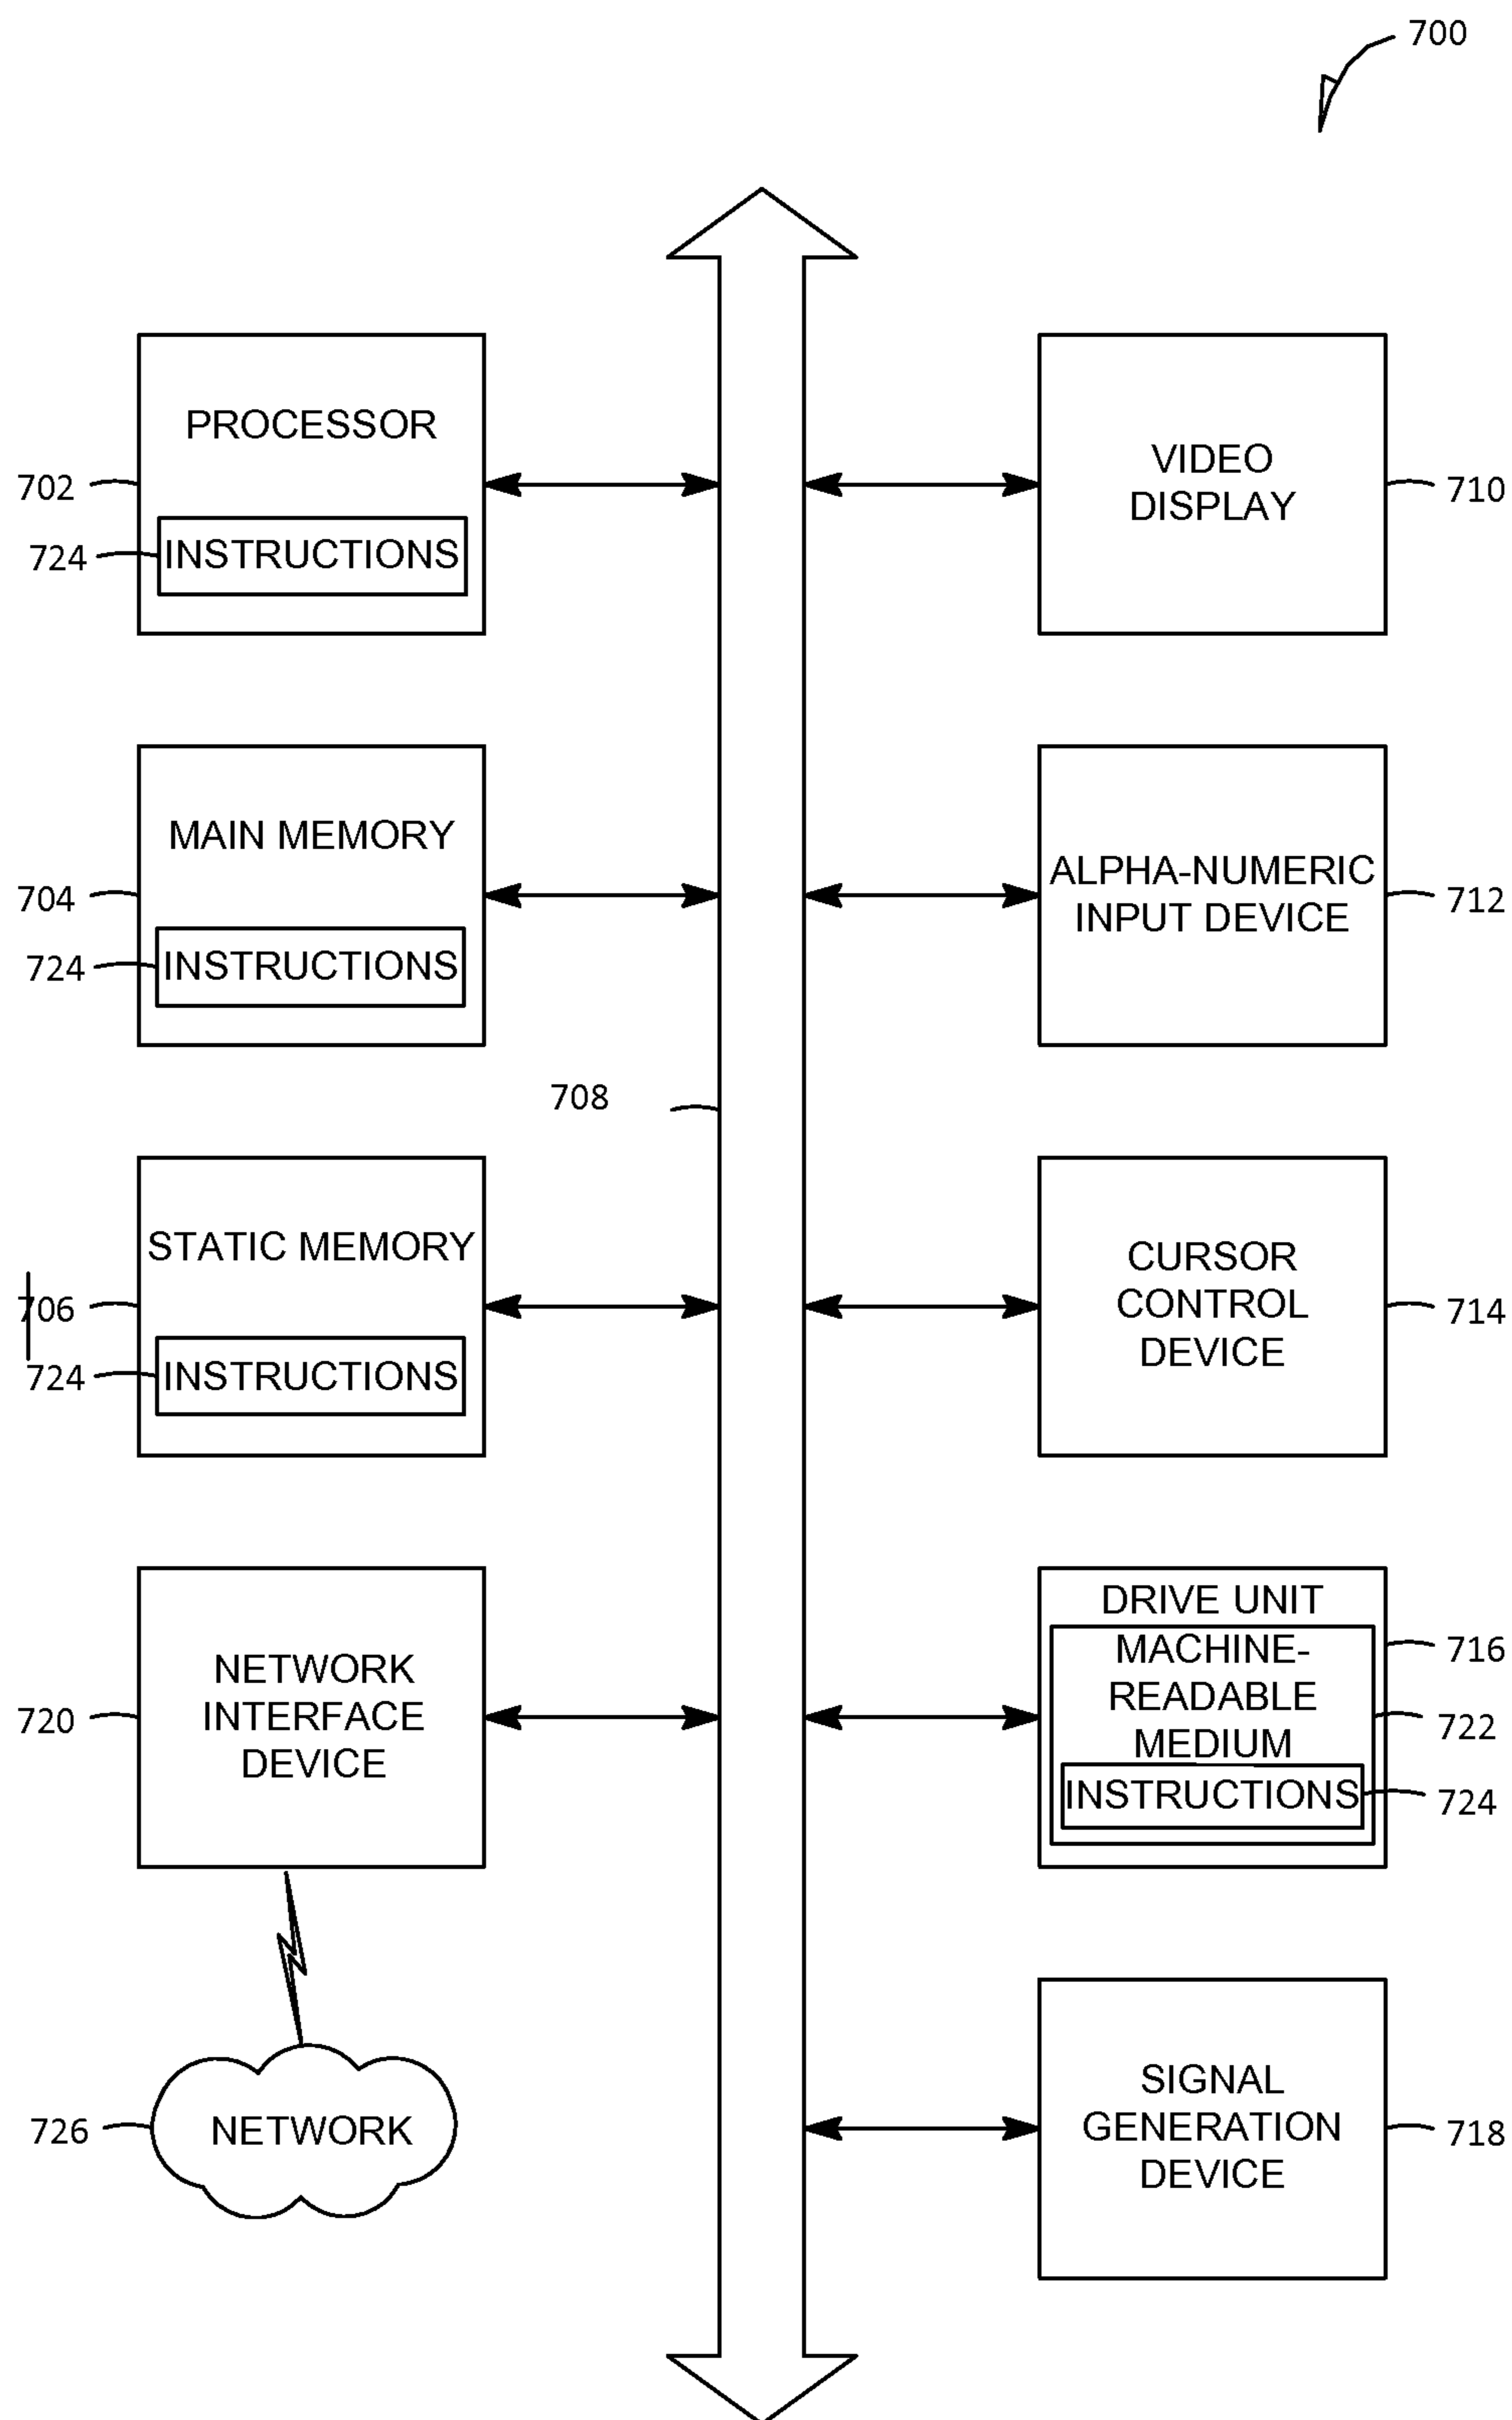 700
PROCESSOR
702
724
INSTRUCTIONS
VIDEO
DISPLAY
710
MAIN MEMORY
704
724
INSTRUCTIONS
ALPHA-NUMERIC
INPUT DEVICE
712
708
STATIC MEMORY
706
724
INSTRUCTIONS
CURSOR
CONTROL
DEVICE
714
NETWORK
INTERFACE
DEVICE
720
DRIVE UNIT
MACHINE-
READABLE
MEDIUM
INSTRUCTIONS
716
722
724
NETWORK
726
SIGNAL
GENERATION
DEVICE
718